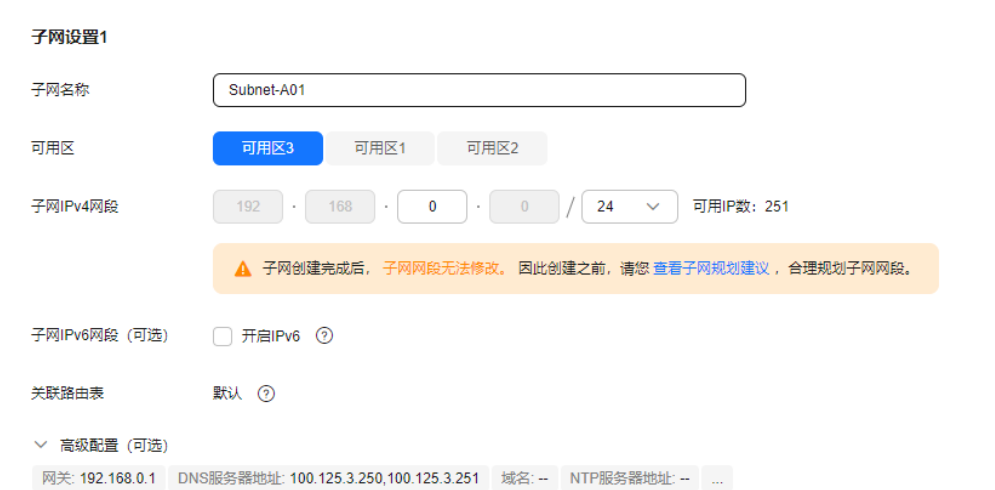 子网设置1
子网名称 Subnet-A01
可用区 可用区3 可用区1 可用区2
子网IPv4网段 192 · 168 · 0 · 0 / 24 可用IP数: 251
子网创建完成后，子网网段无法修改。因此创建之前，请您 查看子网规划建议 ，合理规划子网网段。
子网IPv6网段（可选） 开启IPv6 ?
关联路由表 默认 ?
高级配置（可选）
网关: 192.168.0.1 DNS服务器地址: 100.125.3.250,100.125.3.251 域名: -- NTP服务器地址: -- ...